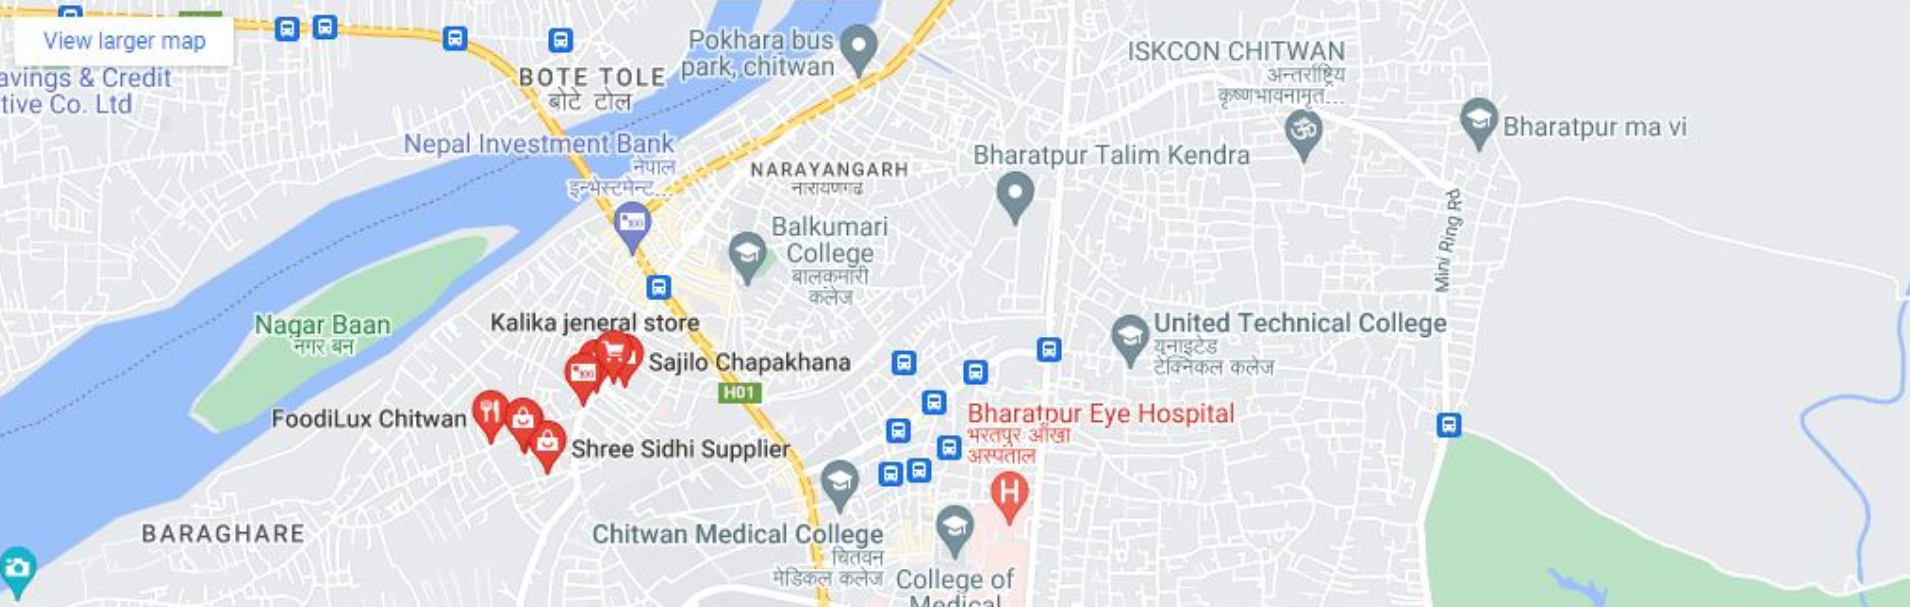 View larger map
avings & Credit
tive Co. Ltd
BOTE TOLE
बोटे टोल
Pokhara bus
park, chitwan
ISKCON CHITWAN
अन्तर्राष्ट्रिय
कृष्णभावनामृत...
Bharatpur ma vi
Nepal Investment Bank
नेपाल
इन्भेस्टमेन्ट...
NARAYANGARH
नारायणगढ
Bharatpur Talim Kendra
Balkumari
College
बालकुमारी
कलेज
Mini Ring Rd
Nagar Baan
नगर बन
Kalika jeneral store
Sajilo Chapakhana
H01
United Technical College
युनाइटेड
टेक्निकल कलेज
FoodiLux Chitwan
Shree Sidhi Supplier
Bharatpur Eye Hospital
भरतपुर आँखा
अस्पताल
H
BARAGHARE
Chitwan Medical College
चितवन
मेडिकल कलेज
College of
Medical